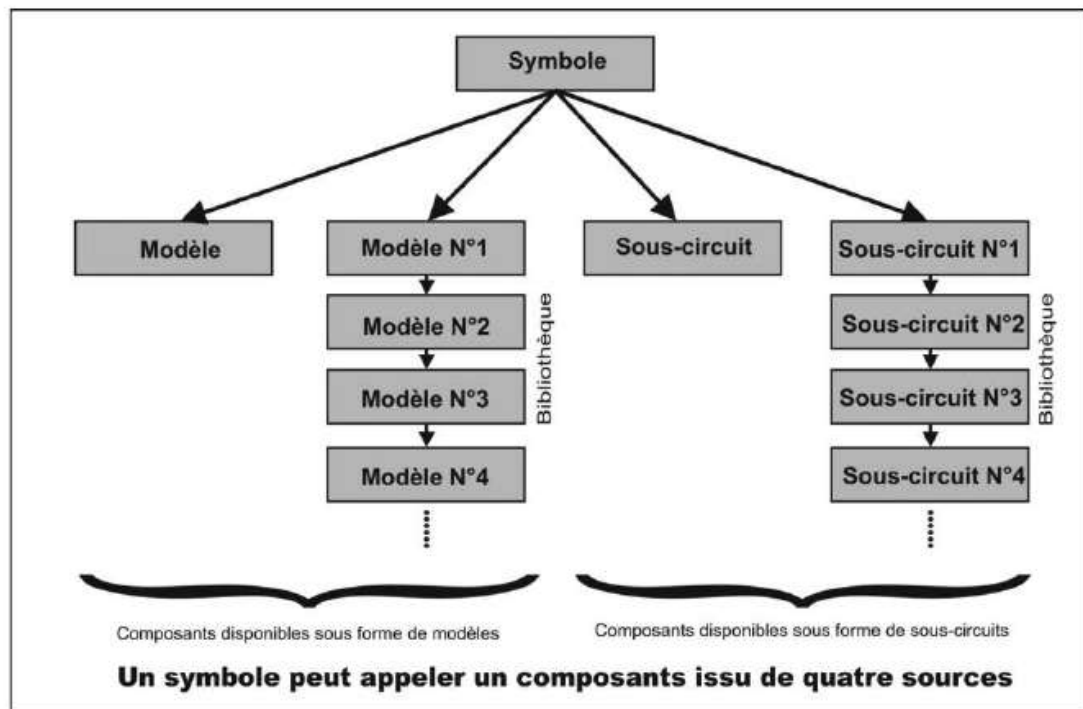 Symbole
Modèle
Modèle N°1
Sous-circuit
Sous-circuit N°1
Modèle N°2
Sous-circuit N°2
Bibliothèque
Bibliothèque
Modèle N°3
Sous-circuit N°3
Modèle N°4
Sous-circuit N°4
Composants disponibles sous forme de modèles
Composants disponibles sous forme de sous-circuits
Un symbole peut appeler un composants issu de quatre sources